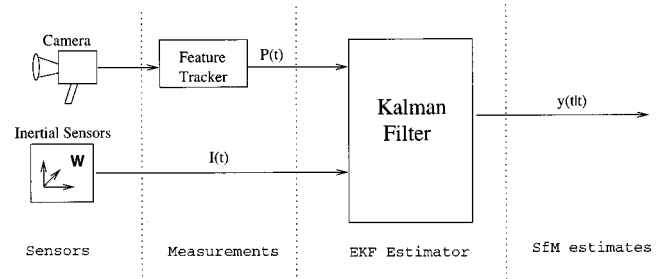 Camera
Feature
Tracker
P(t)
Kalman
Filter
y(t|t)
Inertial Sensors
W
I(t)
Sensors
Measurements
EKF Estimator
SfM estimates